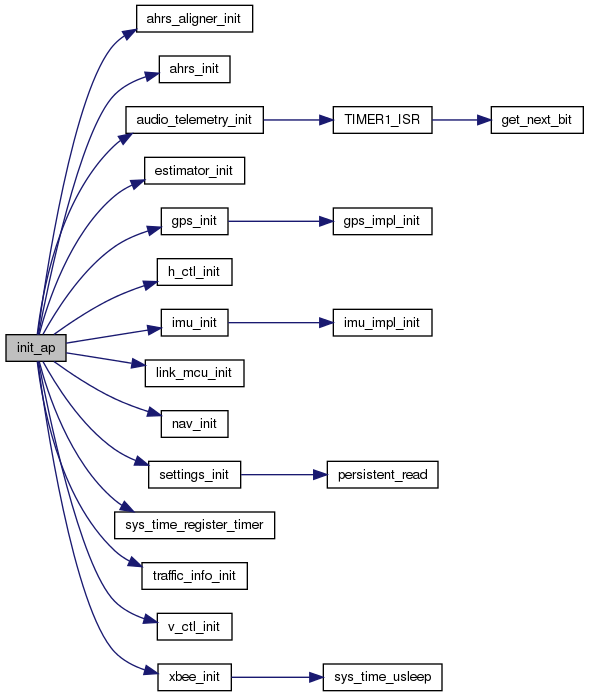 ahrs_aligner_init
ahrs_init
audio_telemetry_init
TIMER1_ISR
get_next_bit
estimator_init
gps_init
gps_impl_init
h_ctl_init
imu_init
imu_impl_init
init_ap
link_mcu_init
nav_init
settings_init
persistent_read
sys_time_register_timer
traffic_info_init
v_ctl_init
xbee_init
sys_time_usleep